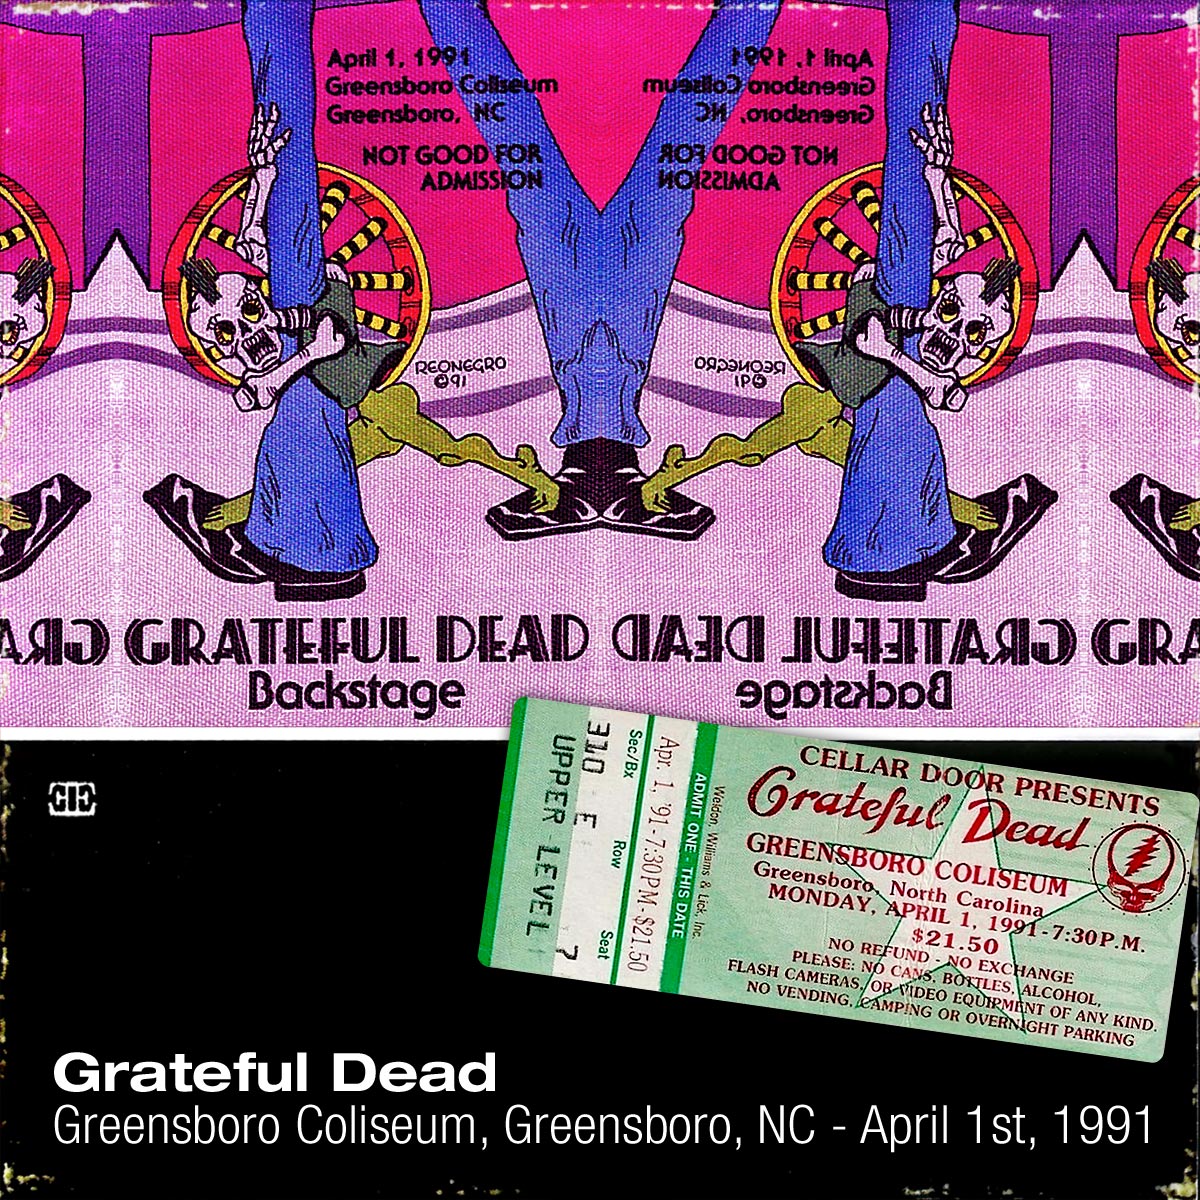 April 1, 1991
Greensboro Coliseum
Greensboro, NC
NOT GOOD FOR
ADMISSION
April 1, 1991
Greensboro Coliseum
Greensboro, NC
NOT GOOD FOR
ADMISSION
REONEGRO
©91
REONEGRO
©91
GRA GRATEFUL DEAD GRATEFUL DEAD GRA
Backstage
Backstage
310 E 7
UPPER LEVEL
Sec/Bx Row Seat
Apr. 1, '91-7:30PM-$21.50
ADMIT ONE - THIS DATE
Weldon, Williams & Lick, Inc.
CELLAR DOOR PRESENTS
Grateful Dead
GREENSBORO COLISEUM
Greensboro, North Carolina
MONDAY, APRIL 1, 1991-7:30P.M.
$21.50
NO REFUND - NO EXCHANGE
PLEASE: NO CANS, BOTTLES, ALCOHOL,
FLASH CAMERAS, OR VIDEO EQUIPMENT OF ANY KIND.
NO VENDING, CAMPING OR OVERNIGHT PARKING
Grateful Dead
Greensboro Coliseum, Greensboro, NC - April 1st, 1991